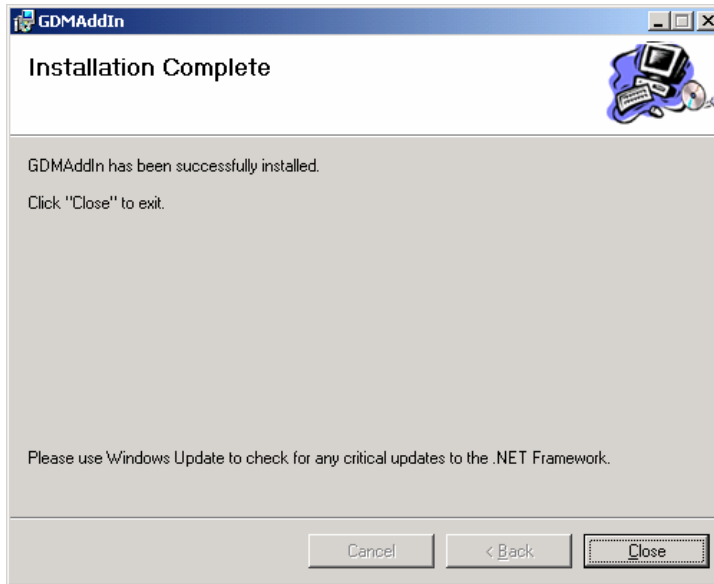 GDMAddIn
Installation Complete
GDMAddIn has been successfully installed.
Click "Close" to exit.
Please use Windows Update to check for any critical updates to the .NET Framework.
Cancel
< Back
Close